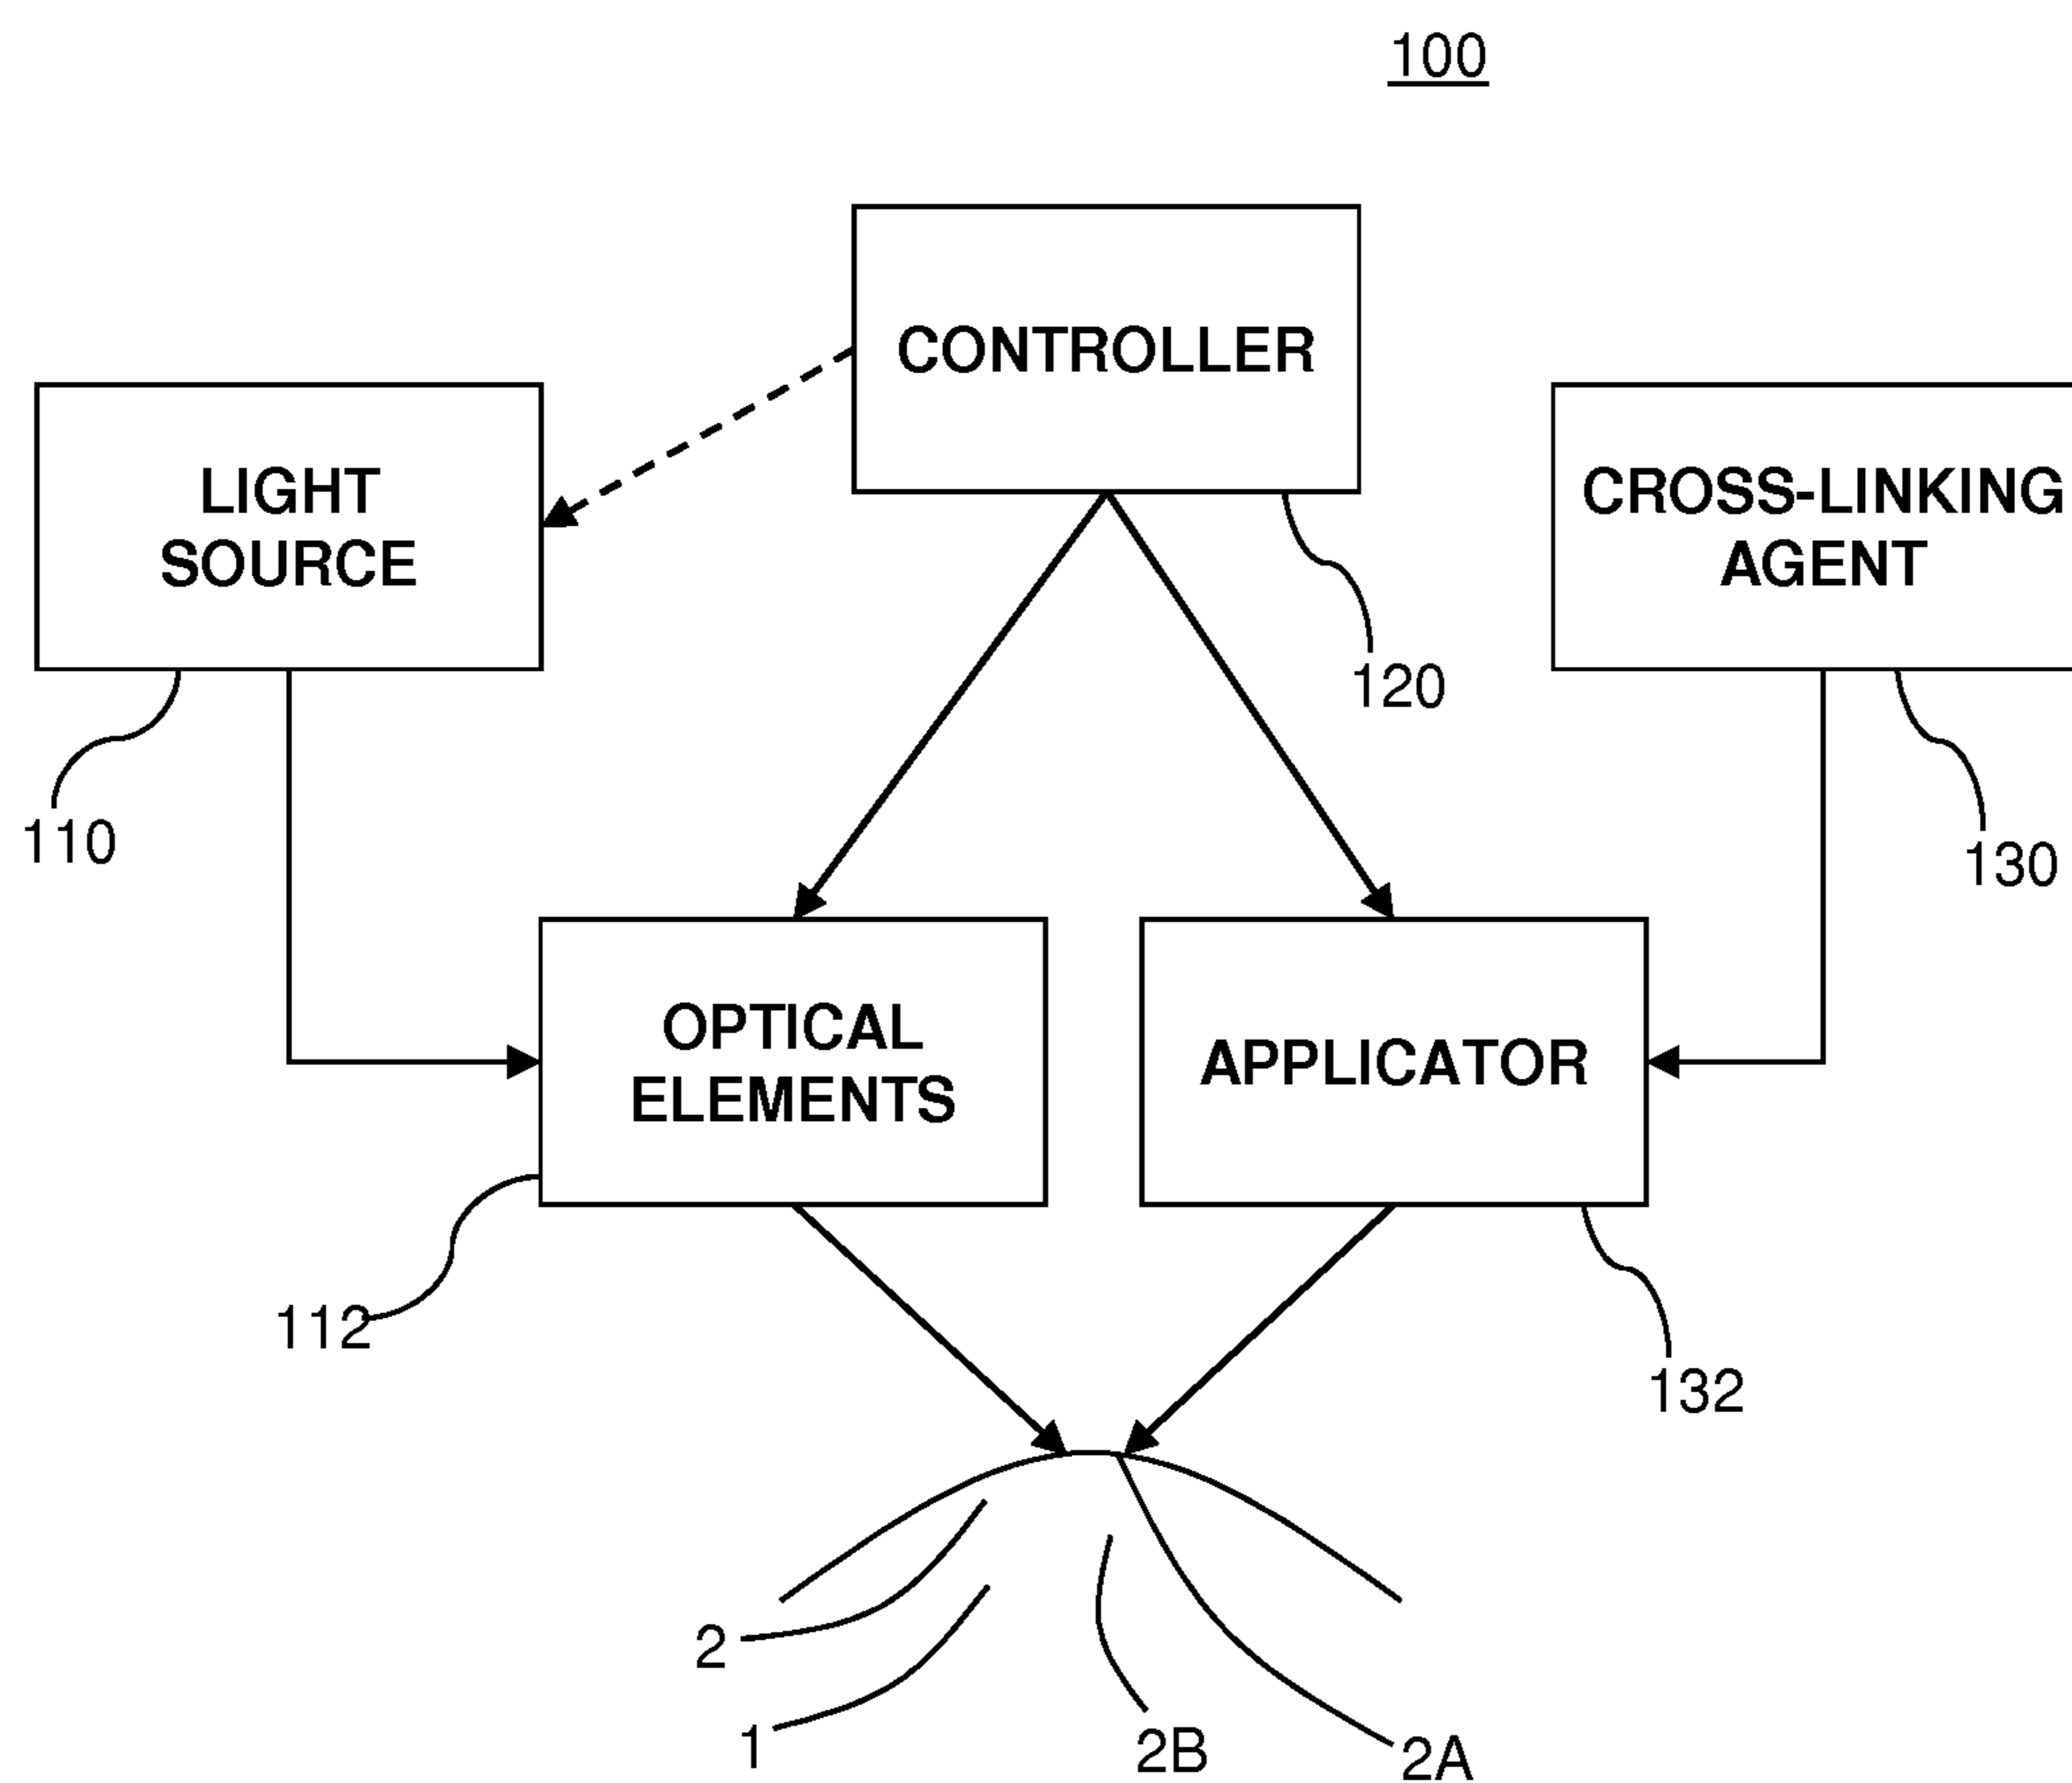 100
CONTROLLER
LIGHT
SOURCE
CROSS-LINKING
AGENT
120
110
130
OPTICAL
ELEMENTS
APPLICATOR
112
132
2
1
2B
2A